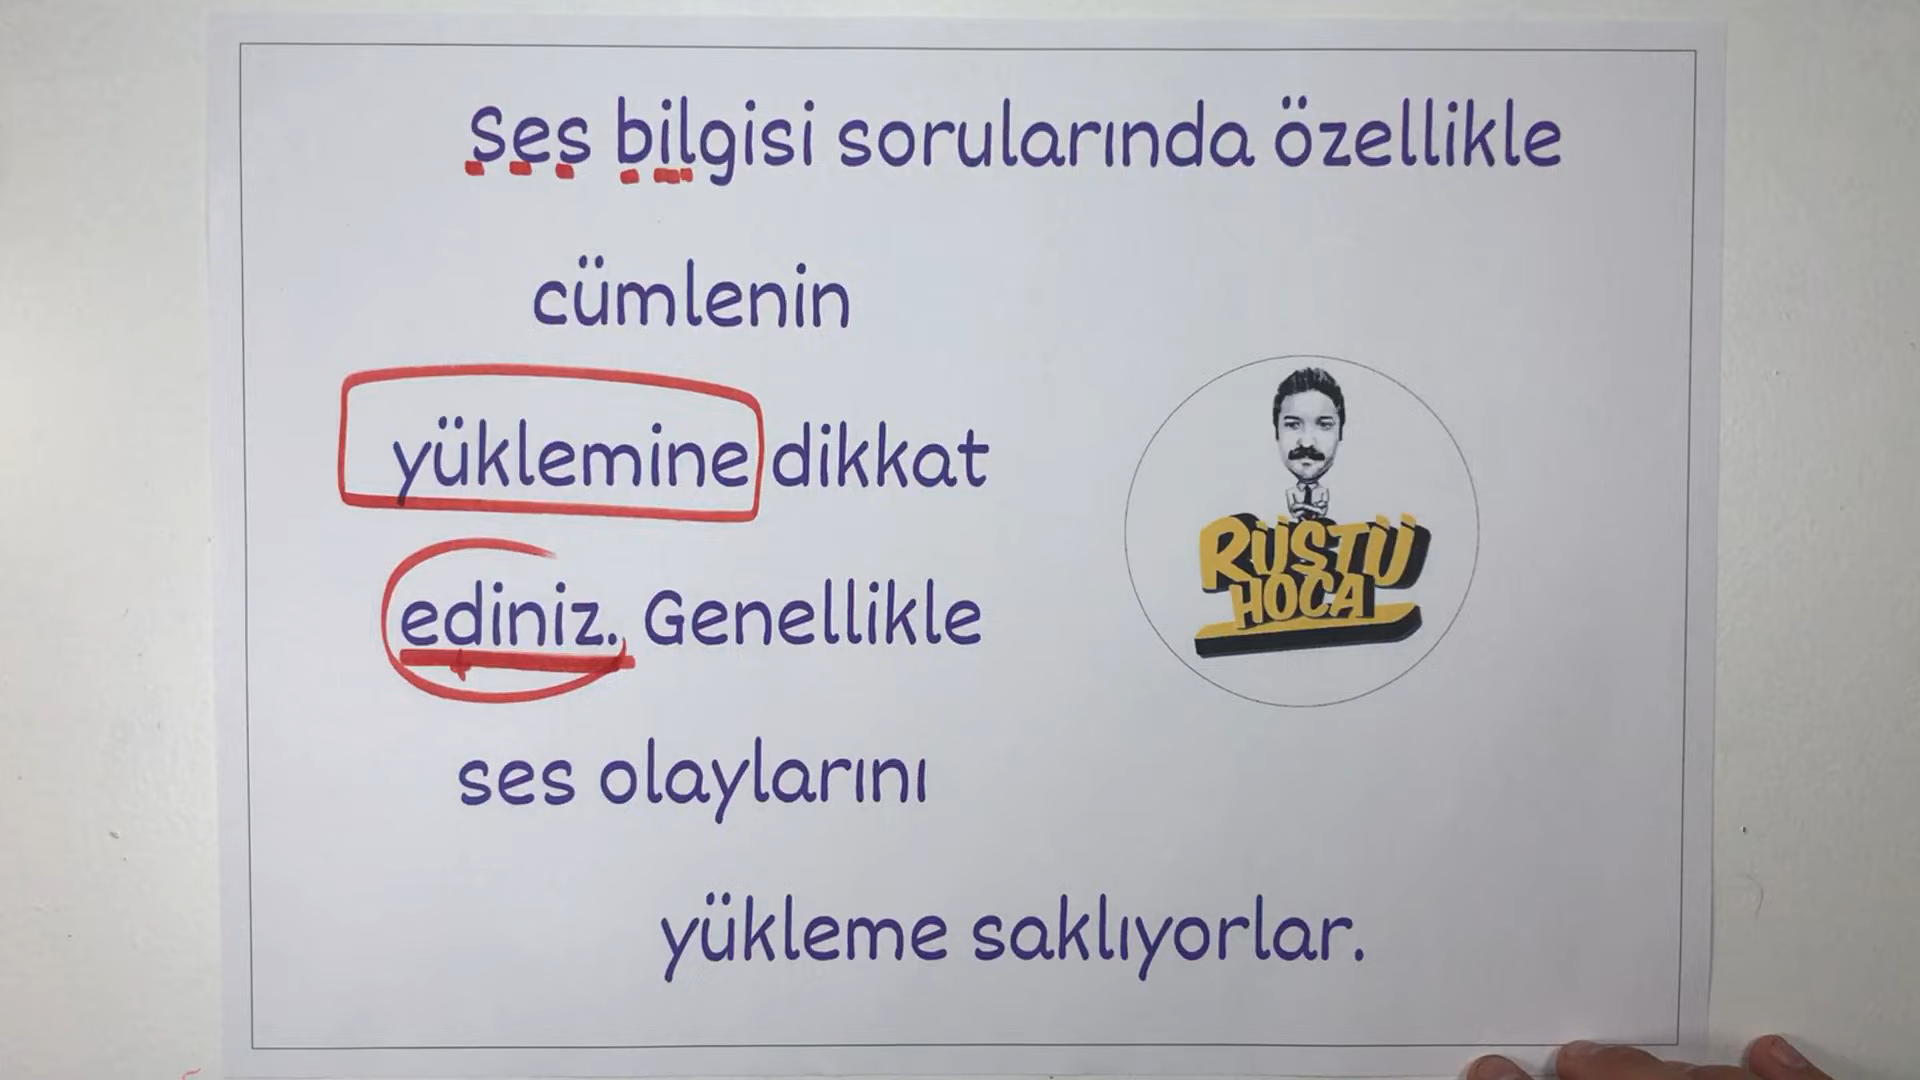 Ses bilgisi sorularında özellikle
cümlenin
yüklemine dikkat
ediniz. Genellikle
ses olaylarını
yükleme saklıyorlar.
RÜŞTÜ
HOCA